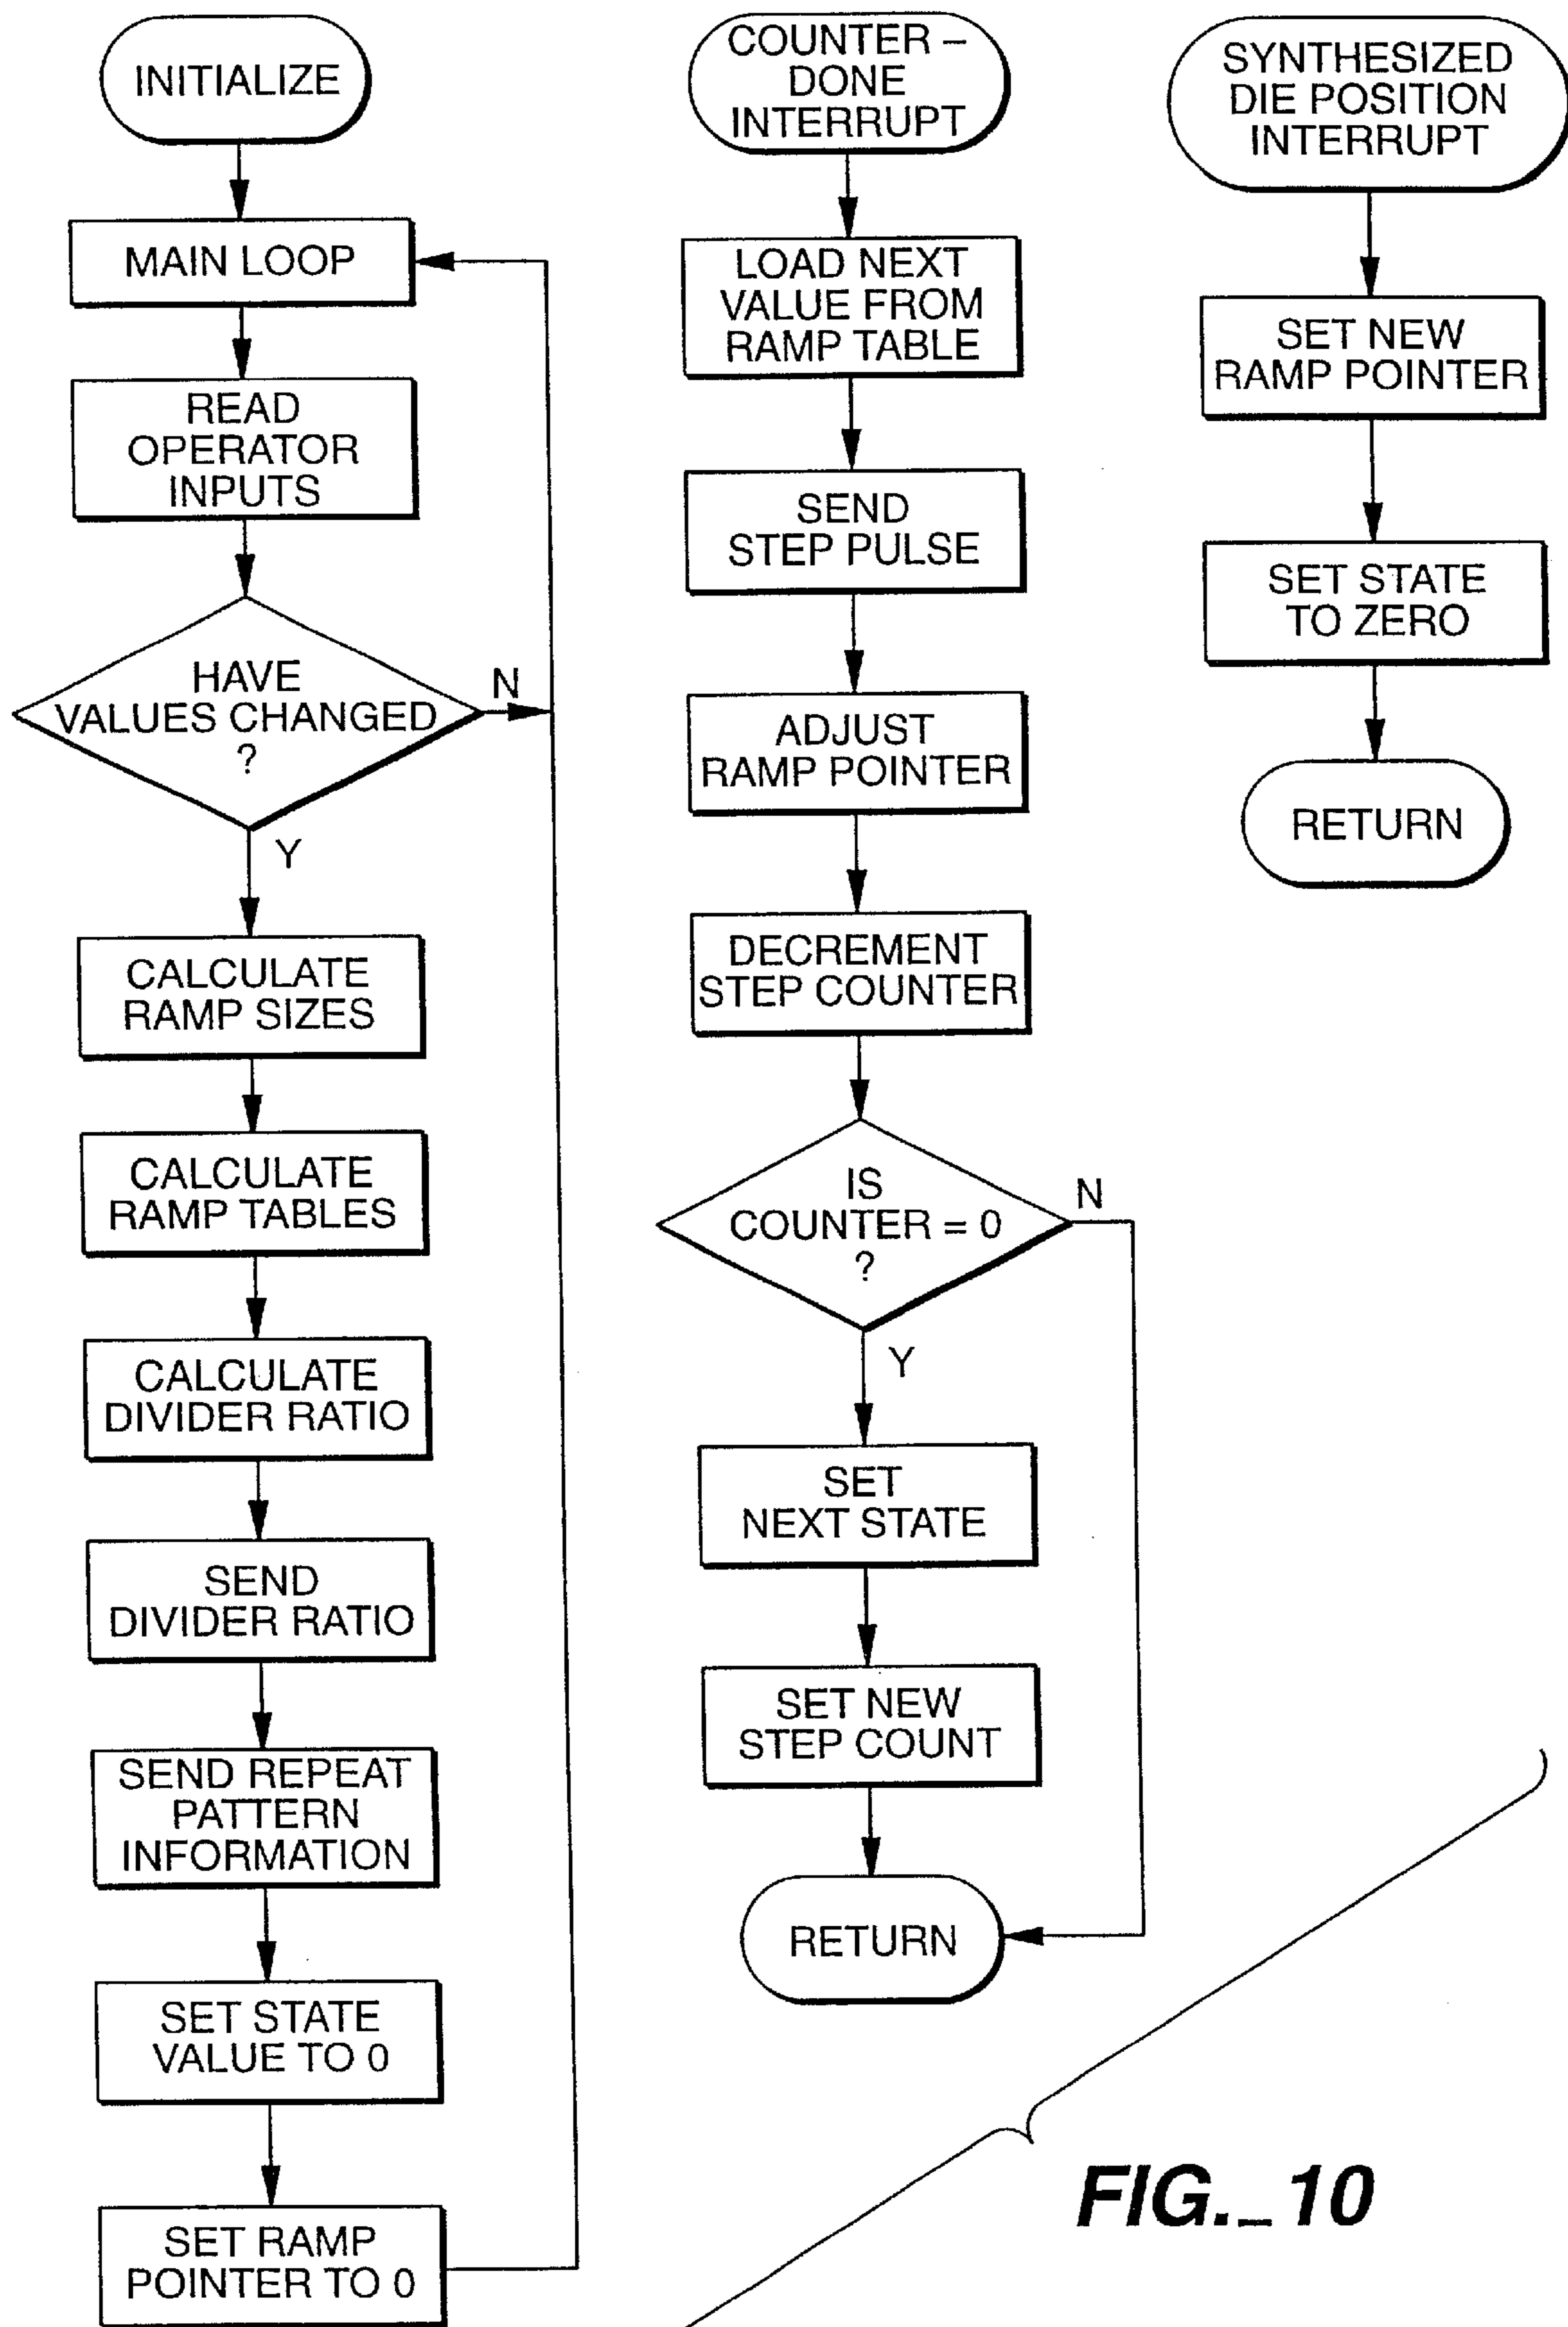 INITIALIZE
MAIN LOOP
READ
OPERATOR
INPUTS
HAVE
VALUES CHANGED
?
N
Y
CALCULATE
RAMP SIZES
CALCULATE
RAMP TABLES
CALCULATE
DIVIDER RATIO
SEND
DIVIDER RATIO
SEND REPEAT
PATTERN
INFORMATION
SET STATE
VALUE TO 0
SET RAMP
POINTER TO 0
COUNTER –
DONE
INTERRUPT
LOAD NEXT
VALUE FROM
RAMP TABLE
SEND
STEP PULSE
ADJUST
RAMP POINTER
DECREMENT
STEP COUNTER
IS
COUNTER = 0
?
N
Y
SET
NEXT STATE
SET NEW
STEP COUNT
RETURN
SYNTHESIZED
DIE POSITION
INTERRUPT
SET NEW
RAMP POINTER
SET STATE
TO ZERO
RETURN
FIG._10